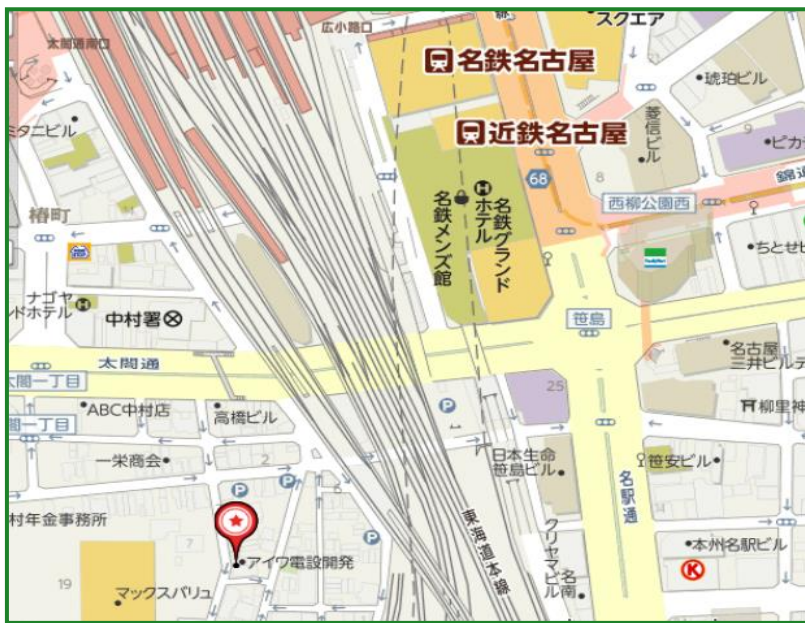 広小路口
スクエア
太閤通南口
名鉄名古屋
琥珀ビル
菱信ビル
ミタニビル
近鉄名古屋
9
ピカ
68
8
錦通
ホテル
名鉄グランド
名鉄メンズ館
西柳公園西
椿町
FamilyMart
ちとせビ
ナゴヤ
ドホテル
中村署
笹島
太閤通
名古屋
三井ビルデ
太閤一丁目
25
ABC中村店
高橋ビル
P
柳里神
閤一丁目
一栄商会
2
日本生命
笹島ビル
笹安ビル
名駅通
P
P
6
村年金事務所
7
P
東海道本線
クリヤマビル
本州名駅ビル
アイワ電設開発
K
19
マックスバリュ
名南